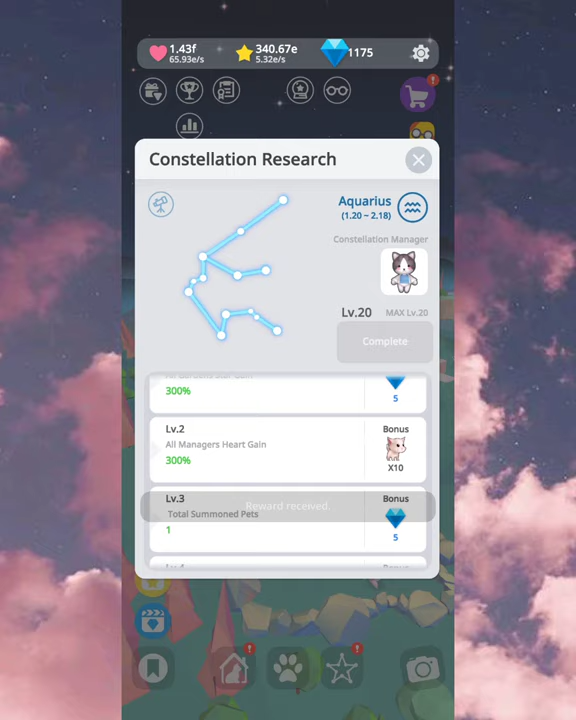 1.43f
65.93e/s
340.67e
5.32e/s
1175
!
Constellation Research
Aquarius
(1.20 ~ 2.18)
Constellation Manager
Lv.20
MAX Lv.20
Complete
300%
5
Lv.2
All Managers Heart Gain
300%
Bonus
X10
Lv.3
Total Summoned Pets
1
Bonus
5
Reward received.
!
!
!